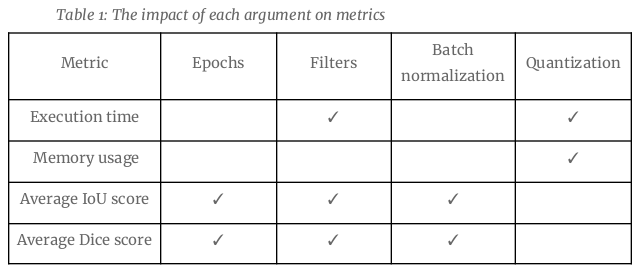 Table 1: The impact of each argument on metrics
Metric Epochs Filters Batch normalization Quantization
Execution time ✓ ✓
Memory usage ✓
Average IoU score ✓ ✓ ✓
Average Dice score ✓ ✓ ✓